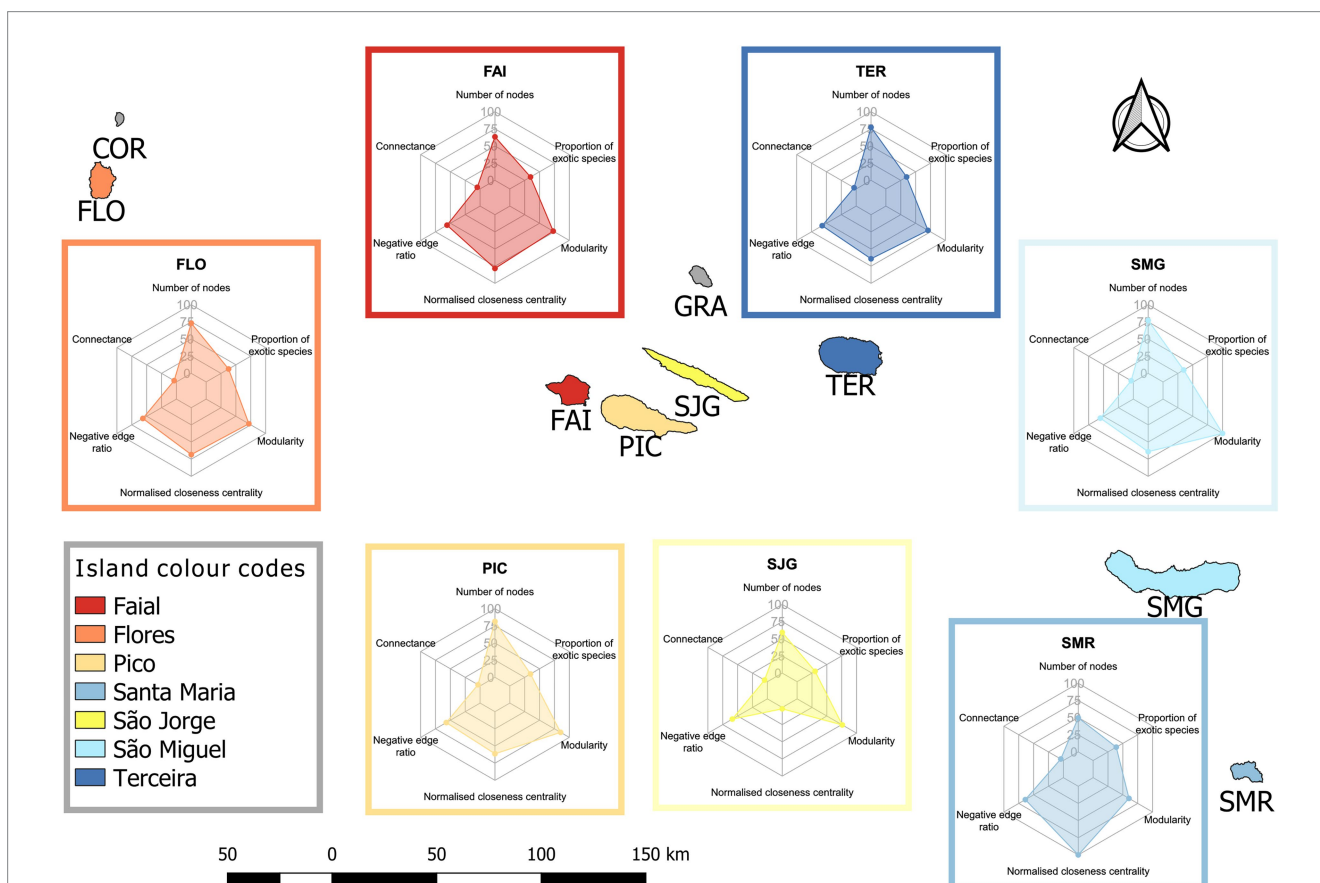 COR
FLO
FAI
Number of nodes
100
75
50
25
0
Connectance
Proportion of
exotic species
Negative edge
ratio
Modularity
Normalised closeness centrality
TER
Number of nodes
100
75
50
25
0
Connectance
Proportion of
exotic species
Negative edge
ratio
Modularity
Normalised closeness centrality
FLO
Number of nodes
100
75
50
25
0
Connectance
Proportion of
exotic species
Negative edge
ratio
Modularity
Normalised closeness centrality
GRA
FAI
PIC
SJG
TER
SMG
Number of nodes
100
75
50
25
0
Connectance
Proportion of
exotic species
Negative edge
ratio
Modularity
Normalised closeness centrality
Island colour codes
Faial
Flores
Pico
Santa Maria
São Jorge
São Miguel
Terceira
PIC
Number of nodes
100
75
50
25
0
Connectance
Proportion of
exotic species
Negative edge
ratio
Modularity
Normalised closeness centrality
SJG
Number of nodes
100
75
50
25
0
Connectance
Proportion of
exotic species
Negative edge
ratio
Modularity
Normalised closeness centrality
SMG
SMR
Number of nodes
100
75
50
25
0
Connectance
Proportion of
exotic species
Negative edge
ratio
Modularity
Normalised closeness centrality
SMR
50 0 50 100 150 km